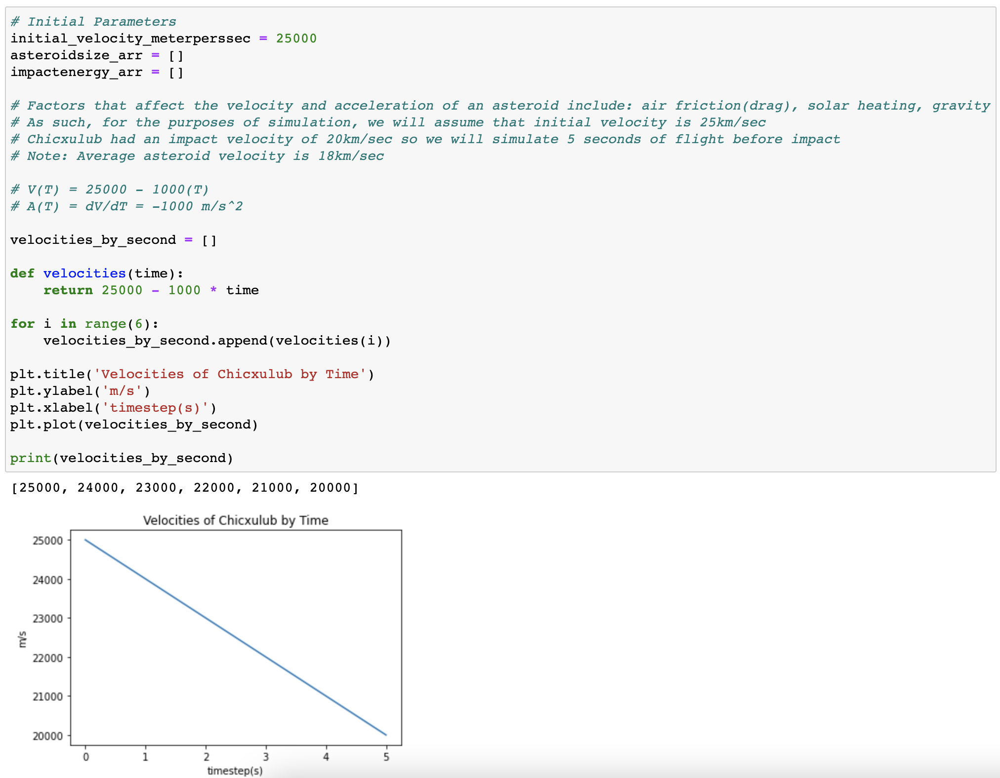 # Initial Parameters
initial_velocity_meterperssec = 25000
asteroidsize_arr = []
impactenergy_arr = []
# Factors that affect the velocity and acceleration of an asteroid include: air friction(drag), solar heating, gravity
# As such, for the purposes of simulation, we will assume that initial velocity is 25km/sec
# Chicxulub had an impact velocity of 20km/sec so we will simulate 5 seconds of flight before impact
# Note: Average asteroid velocity is 18km/sec
# V(T) = 25000 - 1000(T)
# A(T) = dV/dT = -1000 m/s^2
velocities_by_second = []
def velocities(time):
    return 25000 - 1000 * time
for i in range(6):
    velocities_by_second.append(velocities(i))
plt.title('Velocities of Chicxulub by Time')
plt.ylabel('m/s')
plt.xlabel('timestep(s)')
plt.plot(velocities_by_second)
print(velocities_by_second)
[25000, 24000, 23000, 22000, 21000, 20000]
Velocities of Chicxulub by Time
25000
24000
23000
22000
21000
20000
m/s
0 1 2 3 4 5
timestep(s)